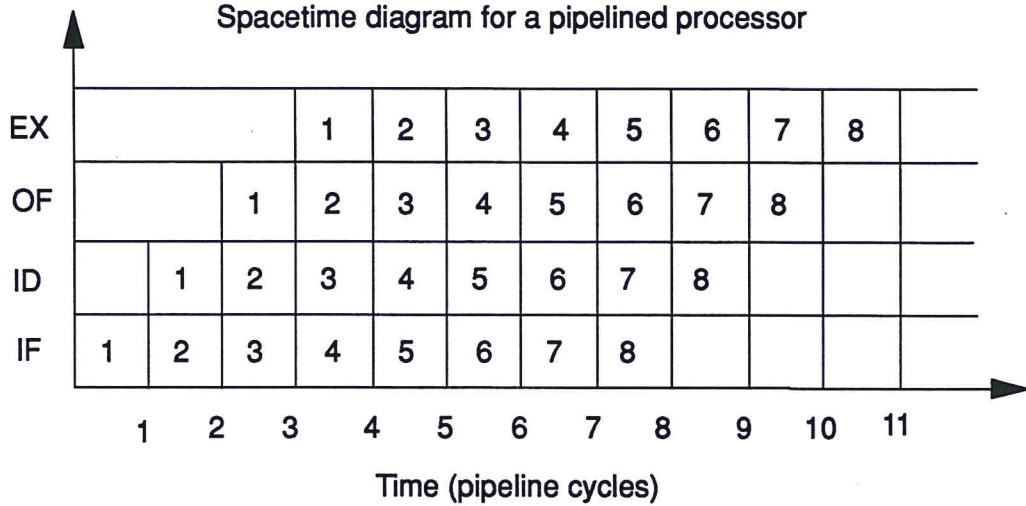 Spacetime diagram for a pipelined processor
EX 1 2 3 4 5 6 7 8
OF 1 2 3 4 5 6 7 8
ID 1 2 3 4 5 6 7 8
IF 1 2 3 4 5 6 7 8
1 2 3 4 5 6 7 8 9 10 11
Time (pipeline cycles)